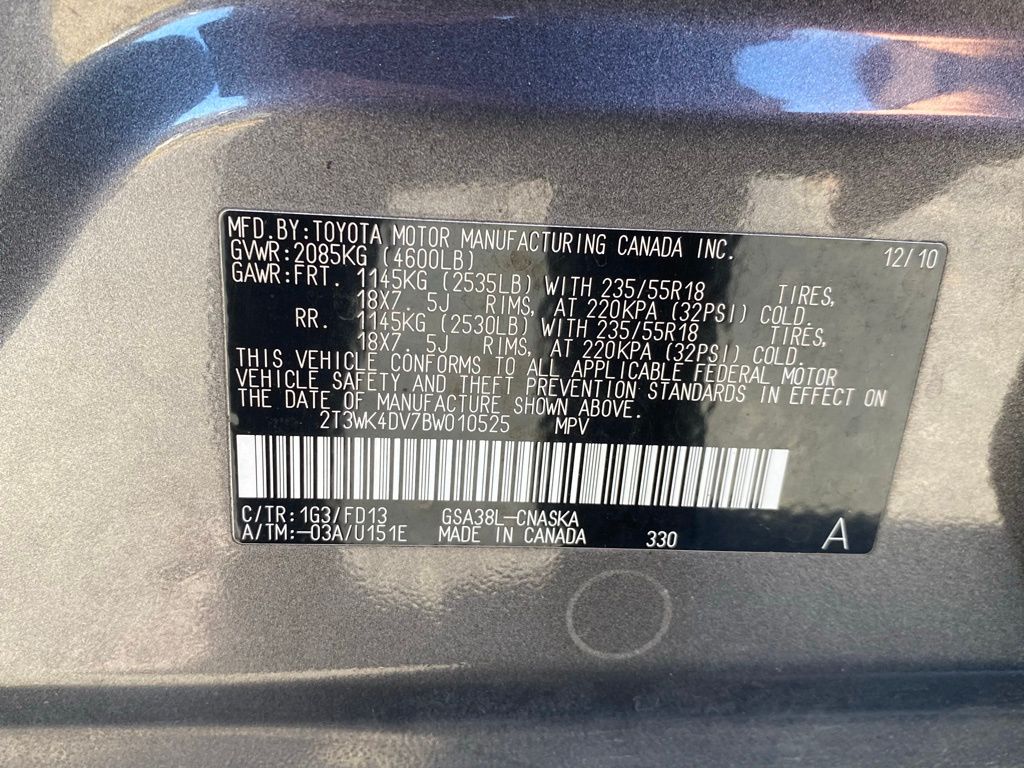 MFD.BY:TOYOTA MOTOR MANUFACTURING CANADA INC. 12/10
GVWR:2085KG (4600LB)
GAWR:FRT. 1145KG (2535LB) WITH 235/55R18 TIRES,
18X7. 5J RIMS, AT 220KPA (32PSI) COLD.
RR. 1145KG (2530LB) WITH 235/55R18 TIRES,
18X7. 5J RIMS, AT 220KPA (32PSI) COLD.
THIS VEHICLE CONFORMS TO ALL APPLICABLE FEDERAL MOTOR
VEHICLE SAFETY AND THEFT PREVENTION STANDARDS IN EFFECT ON
THE DATE OF MANUFACTURE SHOWN ABOVE.
2T3WK4DV7BW010525 MPV
C/TR:1G3/FD13 GSA38L-CNASKA
A/TM:-03A/U151E MADE IN CANADA 330 A